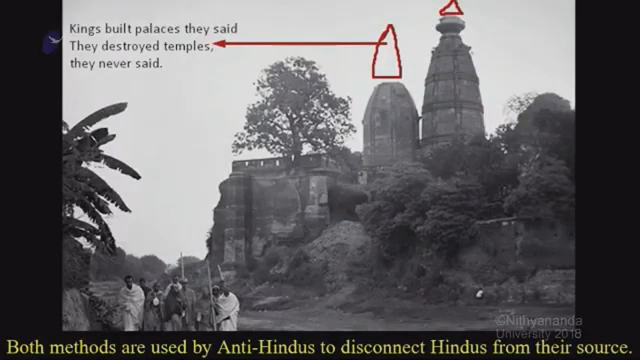 Kings built palaces they said
They destroyed temples,
they never said.
©Nithyananda
University 2018
Both methods are used by Anti-Hindus to disconnect Hindus from their source.